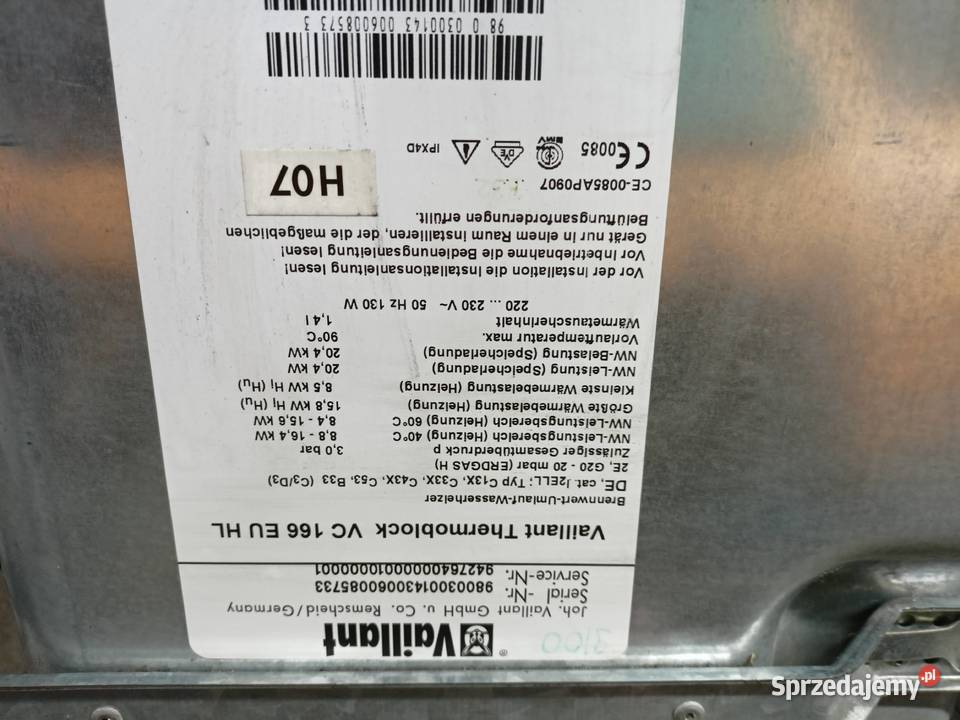 Vaillant ®
3100
Joh. Vaillant GmbH u. Co. Remscheid/Germany
Serial -Nr. 98003001430060085733
Service-Nr.
Vaillant Thermoblock VC 166 EU HL
Brennwert-Umlauf-Wasserheizer
DE, cat. I2ELL; Typ C13X, C33X, C43X, C53, B33 (C3/D3)
2E, G20 - 20 mbar (ERDGAS H)
Zulässiger Gesamtüberdruck p 3,0 bar
NW-Leistungsbereich (Heizung) 40°C 8,8 - 16,4 kW
NW-Leistungsbereich (Heizung) 60°C 8,4 - 15,6 kW
Größte Wärmebelastung (Heizung) 15,8 kW Hi (Hu)
Kleinste Wärmebelastung (Heizung) 8,5 kW Hi (Hu)
NW-Leistung (Speicherladung) 20,4 kW
NW-Belastung (Speicherladung) 20,4 kW
Vorlauftemperatur max. 90°C
Wärmetauscherinhalt 1,4 l
220 ... 230 V~ 50 Hz 130 W
Vor der Installation die Installationsanleitung lesen!
Vor Inbetriebnahme die Bedienungsanleitung lesen!
Gerät nur in einem Raum installieren, der die maßgeblichen
Belüftungsanforderungen erfüllt.
H07
CE-0085AP0907
CE 0085 EMV DVE IPX4D
98 0 0300143 006008573 3
Sprzedajemy.pl